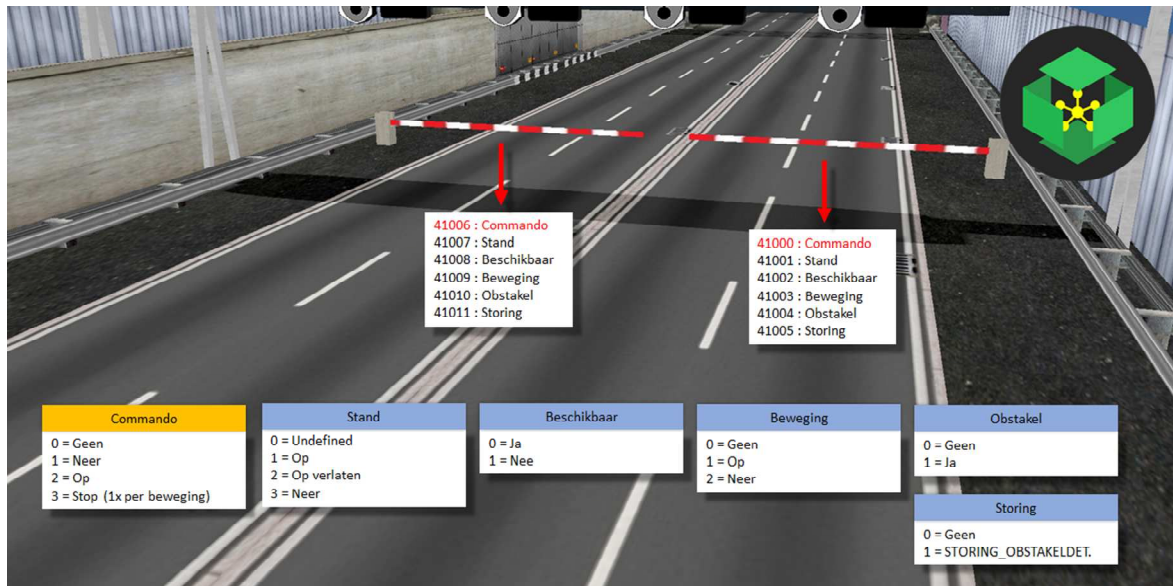 41006 : Commando
41007 : Stand
41008 : Beschikbaar
41009 : Beweging
41010 : Obstakel
41011 : Storing
41000 : Commando
41001 : Stand
41002 : Beschikbaar
41003 : Beweging
41004 : Obstakel
41005 : Storing
Commando
0 = Geen
1 = Neer
2 = Op
3 = Stop (1x per beweging)
Stand
0 = Undefined
1 = Op
2 = Op verlaten
3 = Neer
Beschikbaar
0 = Ja
1 = Nee
Beweging
0 = Geen
1 = Op
2 = Neer
Obstakel
0 = Geen
1 = Ja
Storing
0 = Geen
1 = STORING_OBSTAKELDET.